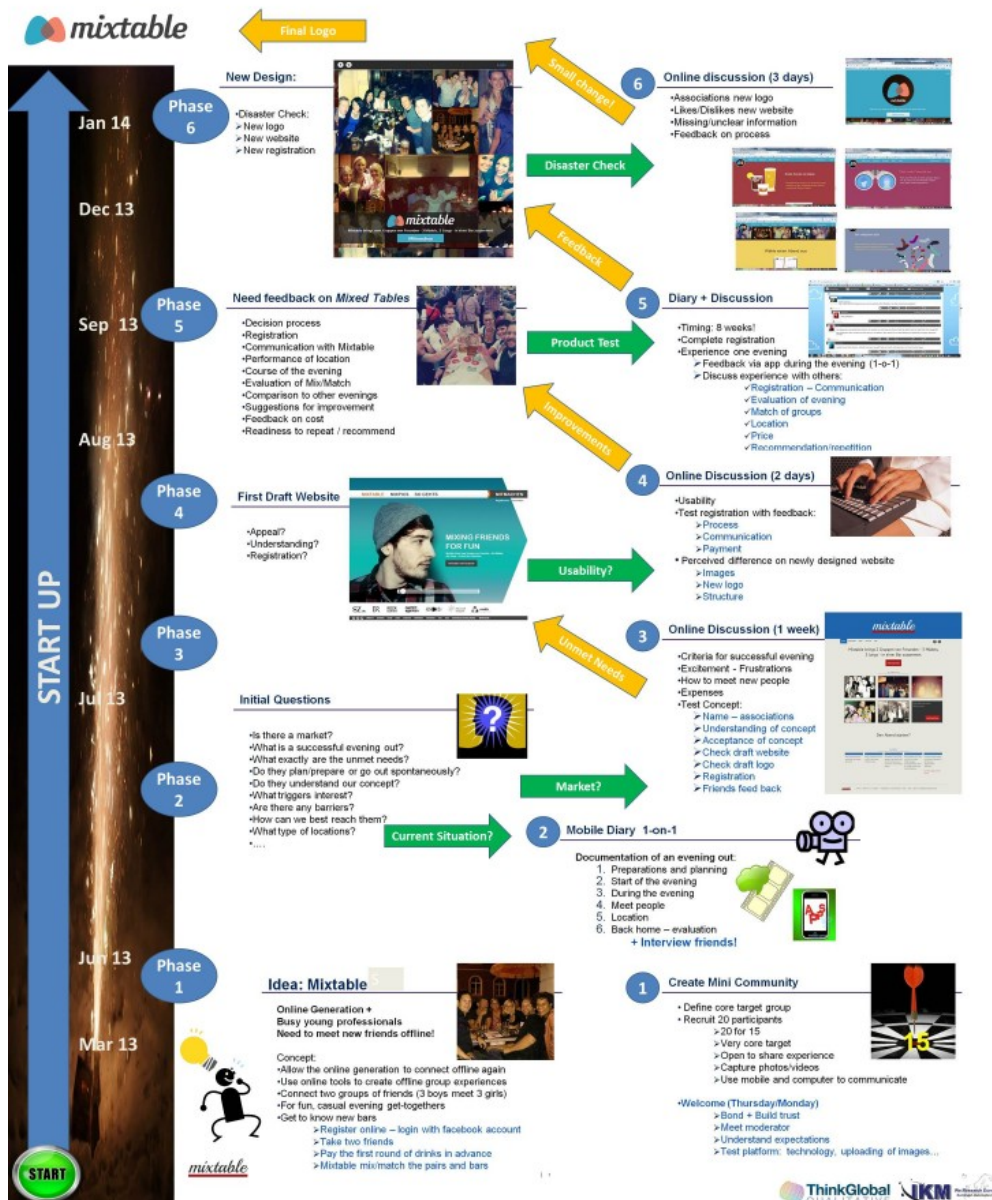 mixtable
Final Logo
START UP
Jan 14
Dec 13
Sep 13
Aug 13
Jul 13
Jun 13
Mar 13
START
Phase 6
New Design:
•Disaster Check:
➢New logo
➢New website
➢New registration
mixtable
Small change!
Disaster Check
6
Online discussion (3 days)
•Associations new logo
•Likes/Dislikes new website
•Missing/unclear information
•Feedback on process
Feedback
Phase 5
Need feedback on Mixed Tables
•Decision process
•Registration
•Communication with Mixtable
•Performance of location
•Course of the evening
•Evaluation of Mix/Match
•Comparison to other evenings
•Suggestions for improvement
•Feedback on cost
•Readiness to repeat / recommend
Product Test
5
Diary + Discussion
•Timing: 8 weeks!
•Complete registration
•Experience one evening
➢Feedback via app during the evening (1-o-1)
➢Discuss experience with others:
✓Registration – Communication
✓Evaluation of evening
✓Match of groups
✓Location
✓Price
✓Recommendation/repetition
Improvements
Phase 4
First Draft Website
•Appeal?
•Understanding?
•Registration?
MIXING FRIENDS
FOR FUN
Usability?
4
Online Discussion (2 days)
•Usability
•Test registration with feedback:
➢Process
➢Communication
➢Payment
• Perceived difference on newly designed website
➢Images
➢New logo
➢Structure
Unmet Needs
Phase 3
3
Online Discussion (1 week)
•Criteria for successful evening
•Excitement - Frustrations
•How to meet new people
•Expenses
•Test Concept:
➢Name – associations
➢Understanding of concept
➢Acceptance of concept
➢Check draft website
➢Check draft logo
➢Registration
➢Friends feed back
mixtable
Initial Questions
?
•Is there a market?
•What is a successful evening out?
•What exactly are the unmet needs?
•Do they plan/prepare or go out spontaneously?
•Do they understand our concept?
•What triggers interest?
•Are there any barriers?
•How can we best reach them?
•What type of locations?
•….
Phase 2
Market?
Current Situation?
2
Mobile Diary 1-on-1
Documentation of an evening out:
1. Preparations and planning
2. Start of the evening
3. During the evening
4. Meet people
5. Location
6. Back home – evaluation
+ Interview friends!
APPS
Phase 1
Idea: Mixtable
Online Generation +
Busy young professionals
Need to meet new friends offline!
Concept:
•Allow the online generation to connect offline again
•Use online tools to create offline group experiences
•Connect two groups of friends (3 boys meet 3 girls)
•For fun, casual evening get-togethers
•Get to know new bars
➢Register online – login with facebook account
➢Take two friends
➢Pay the first round of drinks in advance
➢Mixtable mix/match the pairs and bars
mixtable
1
Create Mini Community
• Define core target group
• Recruit 20 participants
➢20 for 15
➢Very core target
➢Open to share experience
➢Capture photos/videos
➢Use mobile and computer to communicate
15
•Welcome (Thursday/Monday)
➢Bond + Build trust
➢Meet moderator
➢Understand expectations
➢Test platform: technology, uploading of images…
ThinkGlobal
QUALITATIVE
IKM